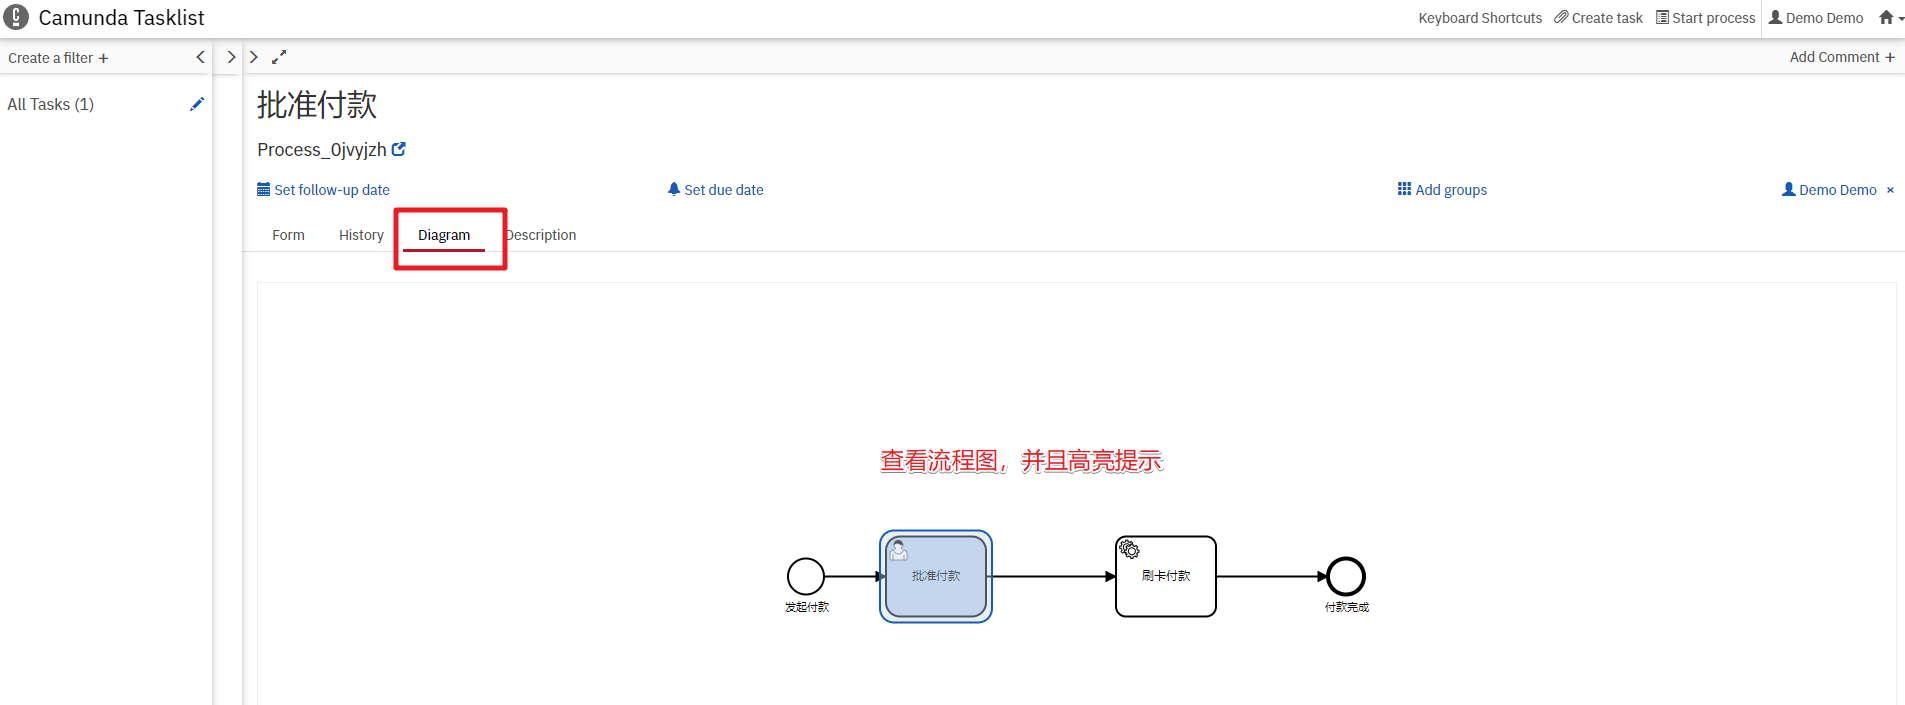 Camunda Tasklist
Keyboard Shortcuts Create task Start process Demo Demo
Create a filter +
Add Comment +
All Tasks (1)
批准付款
Process_0jvyjzh
Set follow-up date Set due date Add groups Demo Demo ×
Form History Diagram Description
查看流程图，并且高亮提示
批准付款 刷卡付款
发起付款 付款完成